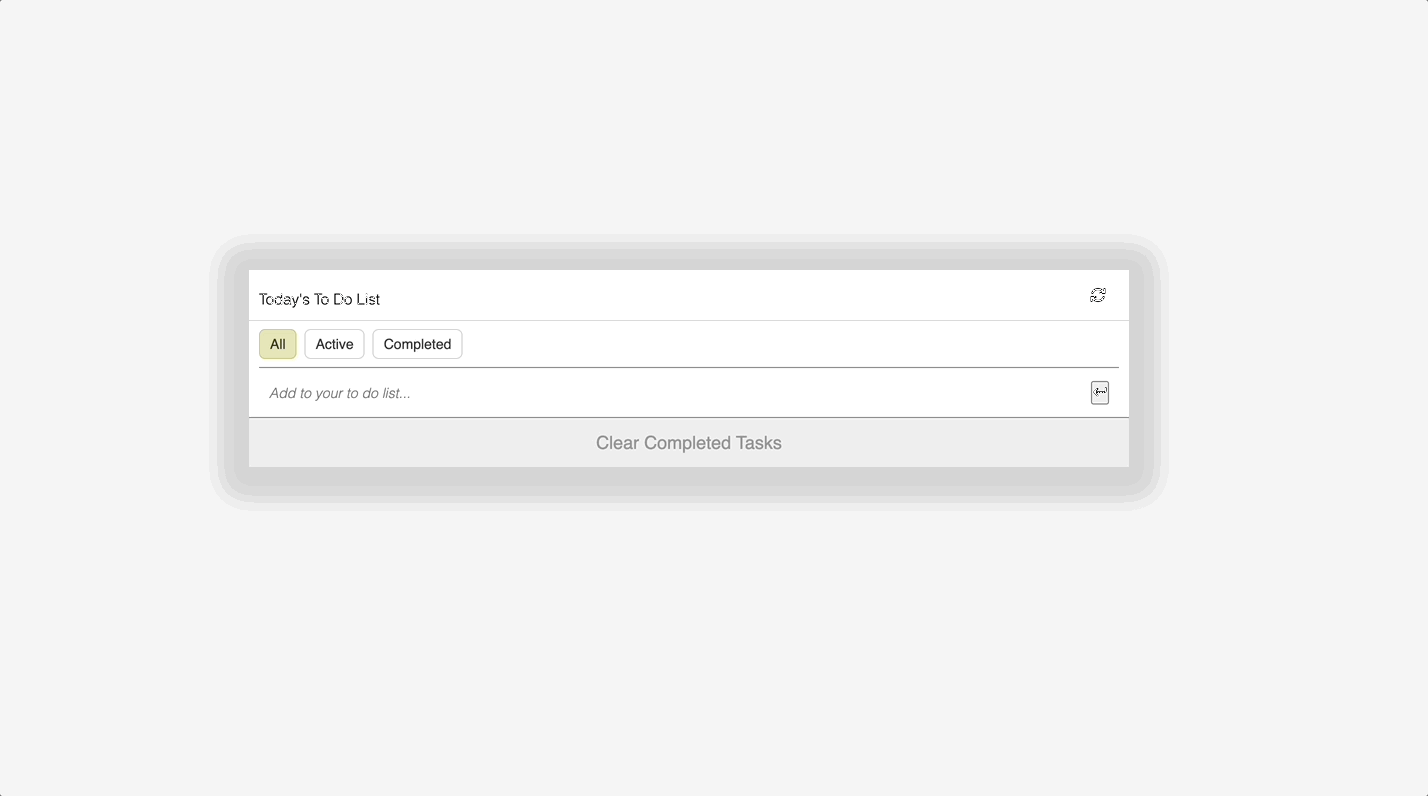 Today's To Do List
All Active Completed
Add to your to do list...
Clear Completed Tasks